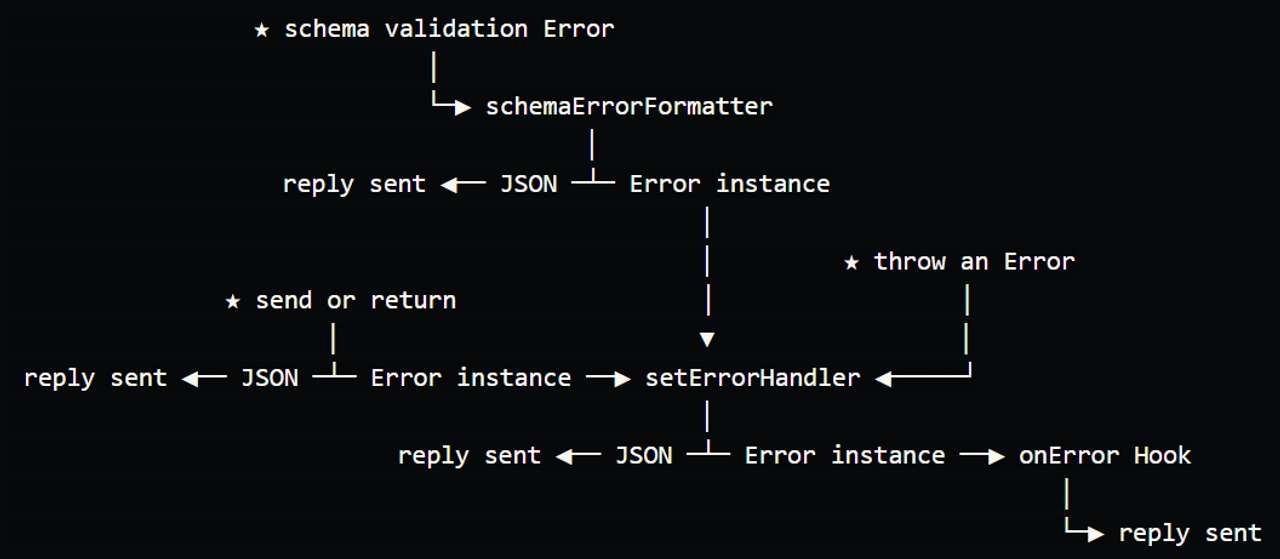 ★ schema validation Error
schemaErrorFormatter
reply sent ◄── JSON ─┴─ Error instance
★ throw an Error
★ send or return
reply sent ◄── JSON ─┴─ Error instance ──► setErrorHandler ◄─────┘
reply sent ◄── JSON ─┴─ Error instance ──► onError Hook
reply sent